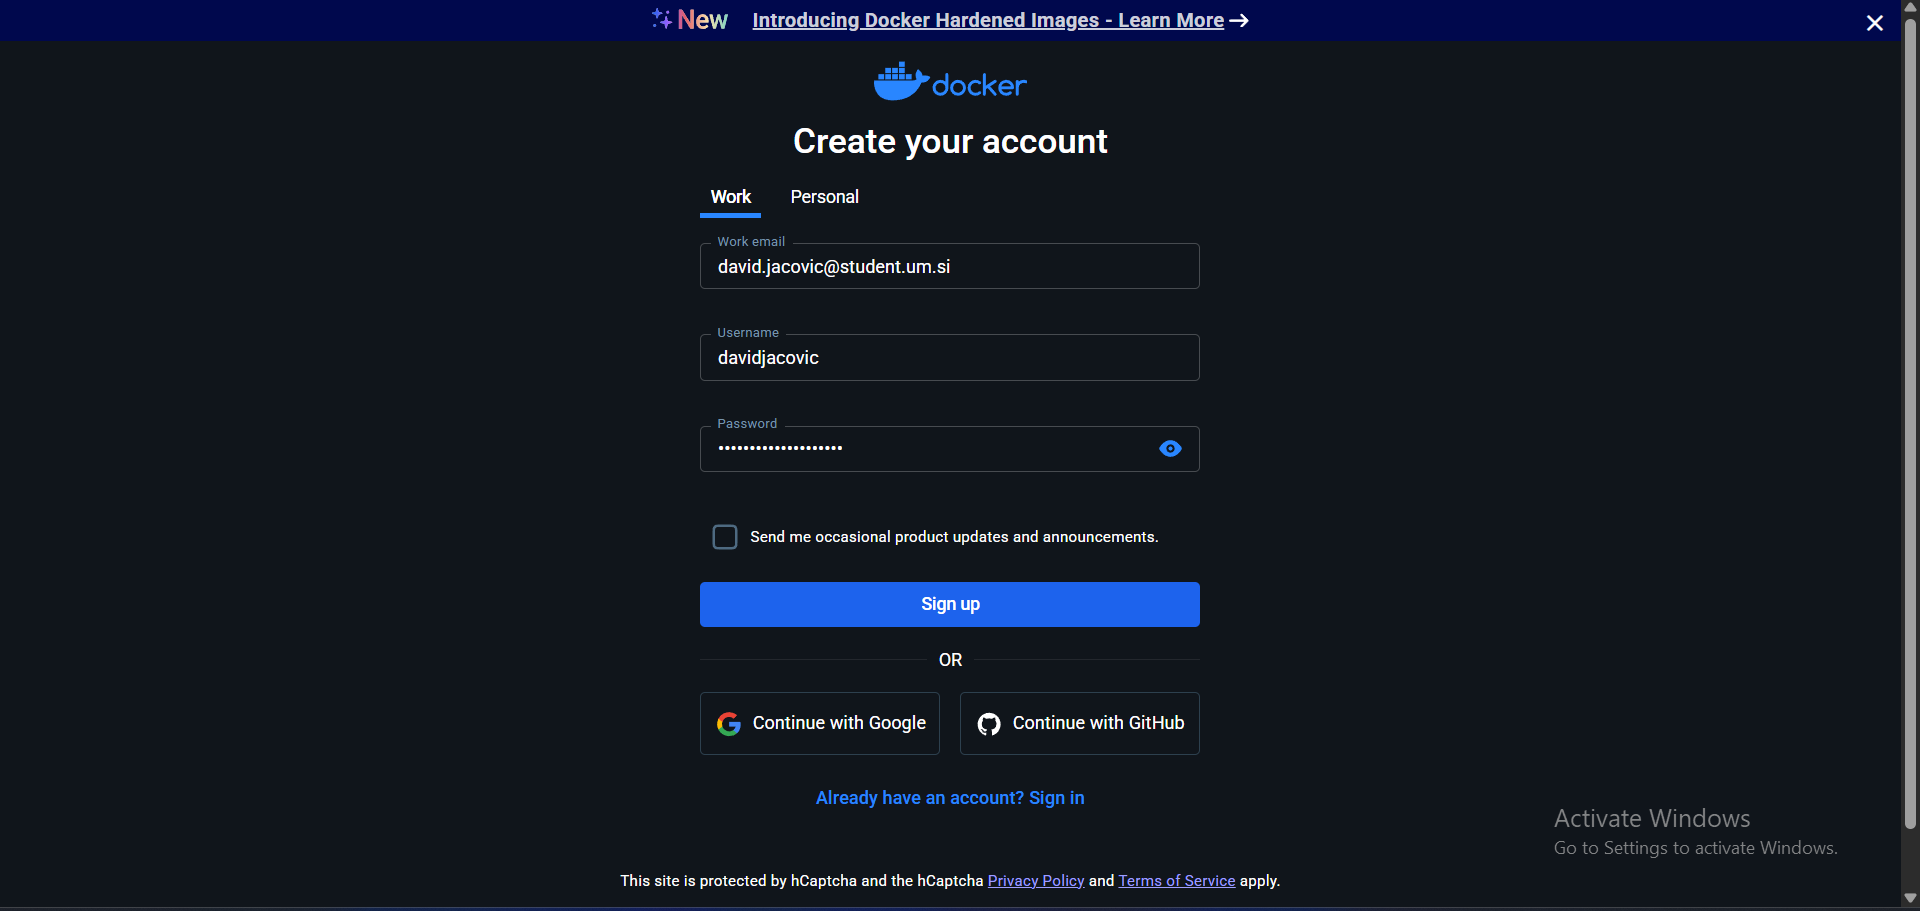 New Introducing Docker Hardened Images - Learn More
docker
Create your account
Work Personal
Work email
david.jacovic@student.um.si
Username
davidjacovic
Password
Send me occasional product updates and announcements.
Sign up
OR
Continue with Google Continue with GitHub
Already have an account? Sign in
Activate Windows
Go to Settings to activate Windows.
This site is protected by hCaptcha and the hCaptcha Privacy Policy and Terms of Service apply.